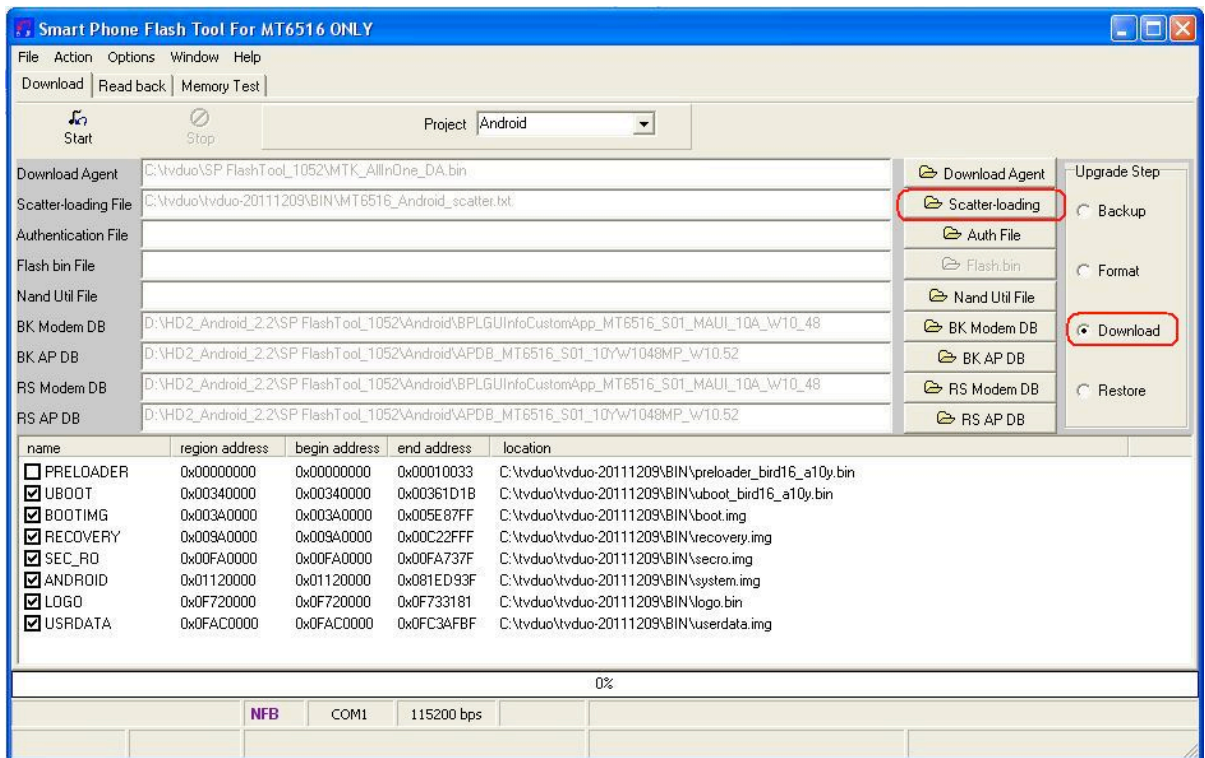 Smart Phone Flash Tool For MT6516 ONLY
File Action Options Window Help
Download Read back Memory Test
Start Stop Project Android
Download Agent C:\tvduo\SP FlashTool_1052\MTK_AllInOne_DA.bin Download Agent Upgrade Step
Scatter-loading File C:\tvduo\tvduo-20111209\BIN\MT6516_Android_scatter.txt Scatter-loading Backup
Authentication File Auth File
Flash bin File Flash.bin Format
Nand Util File Nand Util File
BK Modem DB D:\HD2_Android_2.2\SP FlashTool_1052\Android\BPLGUInfoCustomApp_MT6516_S01_MAUI_10A_W10_48 BK Modem DB Download
BK AP DB D:\HD2_Android_2.2\SP FlashTool_1052\Android\APDB_MT6516_S01_10YW1048MP_W10.52 BK AP DB
RS Modem DB D:\HD2_Android_2.2\SP FlashTool_1052\Android\BPLGUInfoCustomApp_MT6516_S01_MAUI_10A_W10_48 RS Modem DB Restore
RS AP DB D:\HD2_Android_2.2\SP FlashTool_1052\Android\APDB_MT6516_S01_10YW1048MP_W10.52 RS AP DB
name region address begin address end address location
PRELOADER 0x00000000 0x00000000 0x00010033 C:\tvduo\tvduo-20111209\BIN\preloader_bird16_a10y.bin
UBOOT 0x00340000 0x00340000 0x00361D1B C:\tvduo\tvduo-20111209\BIN\uboot_bird16_a10y.bin
BOOTIMG 0x003A0000 0x003A0000 0x005E87FF C:\tvduo\tvduo-20111209\BIN\boot.img
RECOVERY 0x009A0000 0x009A0000 0x00C22FFF C:\tvduo\tvduo-20111209\BIN\recovery.img
SEC_RO 0x00FA0000 0x00FA0000 0x00FA737F C:\tvduo\tvduo-20111209\BIN\secro.img
ANDROID 0x01120000 0x01120000 0x081ED93F C:\tvduo\tvduo-20111209\BIN\system.img
LOGO 0x0F720000 0x0F720000 0x0F733181 C:\tvduo\tvduo-20111209\BIN\logo.bin
USRDATA 0x0FAC0000 0x0FAC0000 0x0FC3AFBF C:\tvduo\tvduo-20111209\BIN\userdata.img
0%
NFB COM1 115200 bps